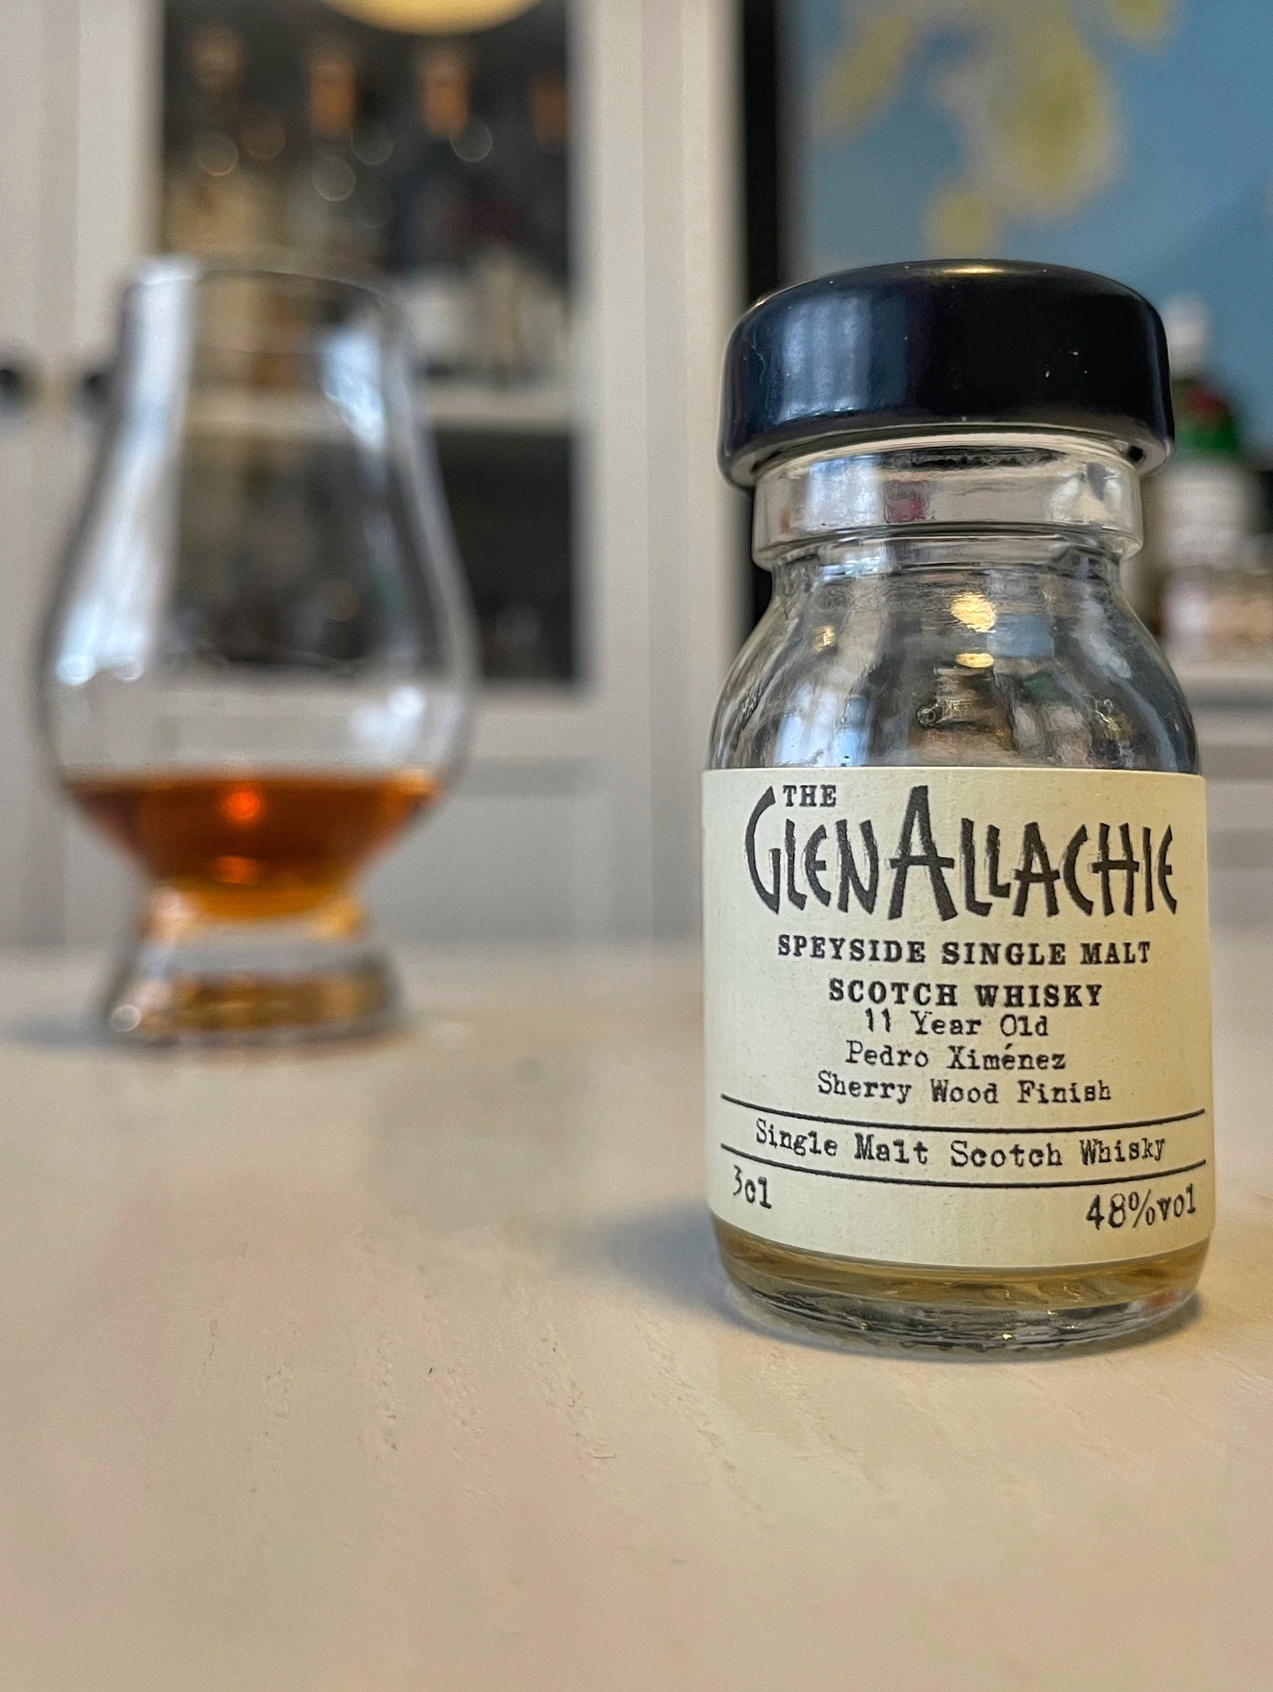 THE
GLENALLACHIE
SPEYSIDE SINGLE MALT
SCOTCH WHISKY
11 Year Old
Pedro Ximénez
Sherry Wood Finish
Single Malt Scotch Whisky
3cl 48%vol